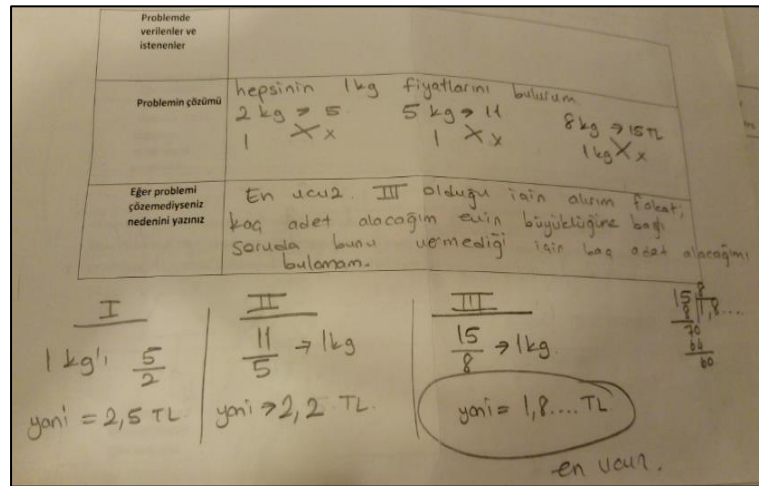 Problemde
verilenler ve
istenenler
Problemin çözümü
hepsinin 1kg fiyatlarını bulurum
2 kg → 5 5 kg → 11 8kg → 15 TL
1 x 1 x 1kg x
Eğer problemi
çözemediyseniz
nedenini yazınız
En ucuz III olduğu için alırım fakat,
kaç adet alacağım evin büyüklüğüne bağlı
soruda bunu vermediği için kaç adet alacağımı
bulamam.
I
1 kg'ı 5/2
yani = 2,5 TL
II
11/5 → 1kg
yani → 2,2 TL
III
15/8 → 1kg
yani = 1,8.... TL
en ucuz.
15 8
8 1,8....
70
64
60